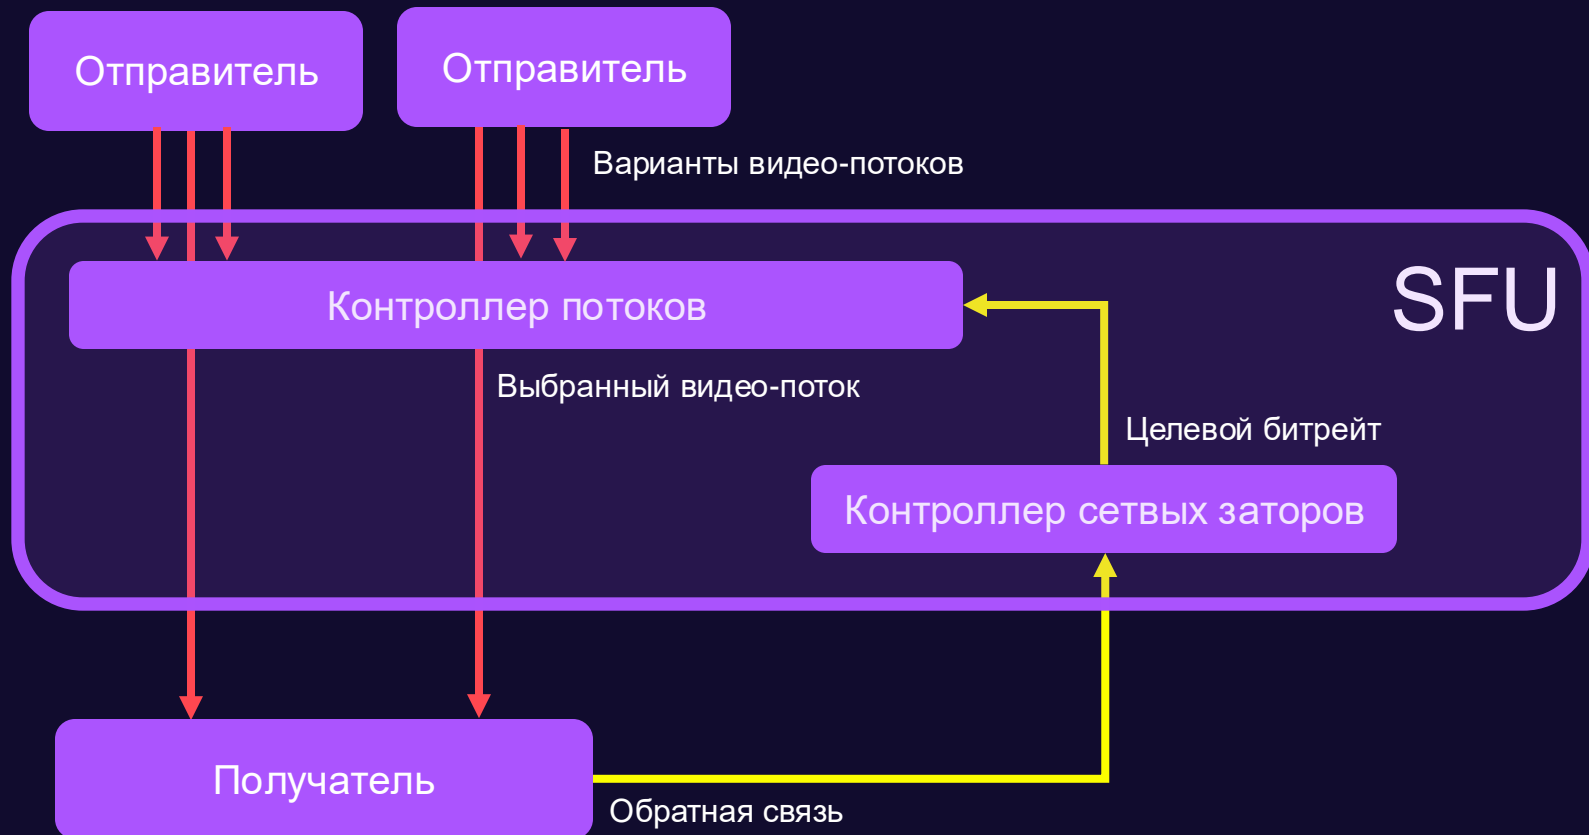 Отправитель
Отправитель
Варианты видео-потоков
SFU
Контроллер потоков
Выбранный видео-поток
Целевой битрейт
Контроллер сетвых заторов
Получатель
Обратная связь